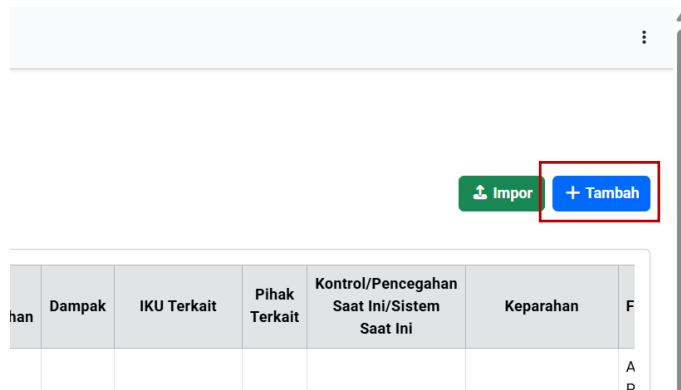 Impor
+ Tambah
han
Dampak
IKU Terkait
Pihak
Terkait
Kontrol/Pencegahan
Saat Ini/Sistem
Saat Ini
Keparahan
F
A